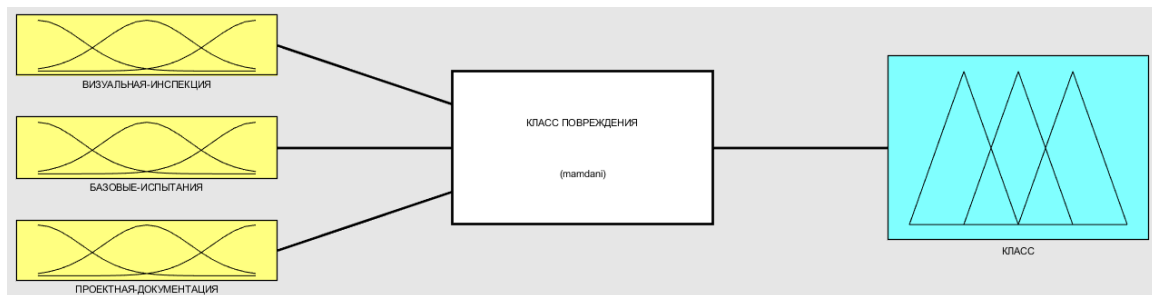 ВИЗУАЛЬНАЯ-ИНСПЕКЦИЯ
БАЗОВЫЕ-ИСПЫТАНИЯ
ПРОЕКТНАЯ-ДОКУМЕНТАЦИЯ
КЛАСС ПОВРЕЖДЕНИЯ
(mamdani)
КЛАСС